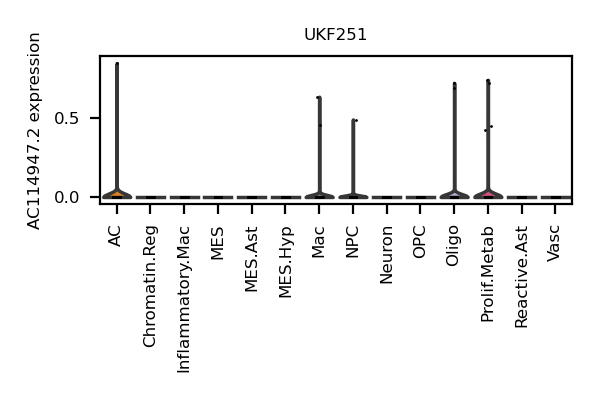 UKF251
AC114947.2 expression
0.5
0.0
AC
Chromatin.Reg
Inflammatory.Mac
MES
MES.Ast
MES.Hyp
Mac
NPC
Neuron
OPC
Oligo
Prolif.Metab
Reactive.Ast
Vasc